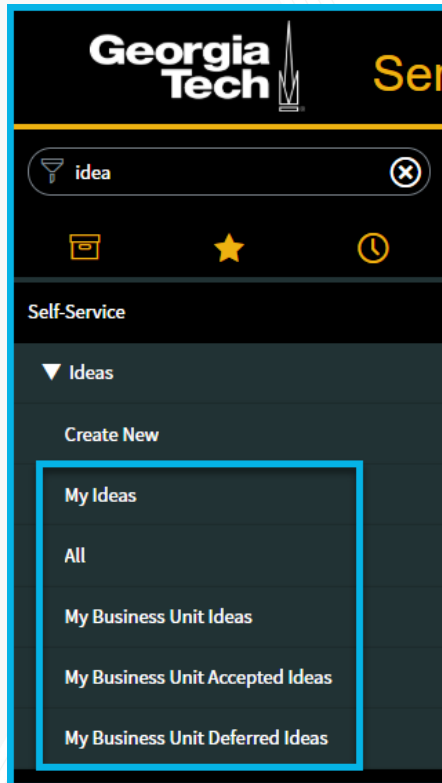 Georgia
Tech
Ser
idea
Self-Service
Ideas
Create New
My Ideas
All
My Business Unit Ideas
My Business Unit Accepted Ideas
My Business Unit Deferred Ideas